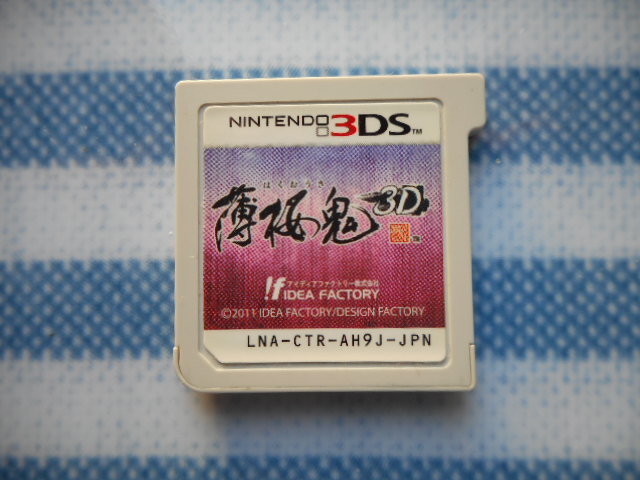 NINTENDO 3DS™
はくおうき
薄桜鬼 3D
アイディアファクトリー株式会社
IDEA FACTORY
©2011 IDEA FACTORY/DESIGN FACTORY
LNA-CTR-AH9J-JPN